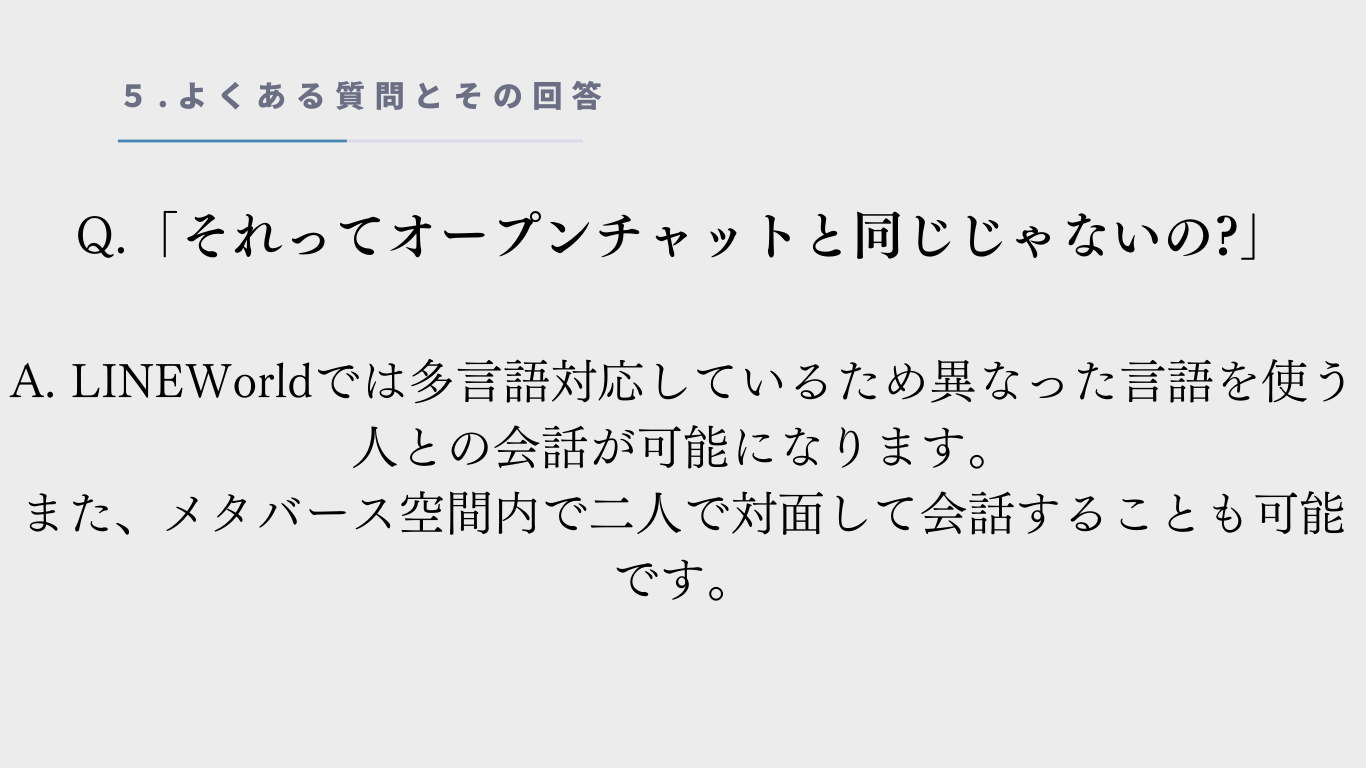 ５.よくある質問とその回答
Q.「それってオープンチャットと同じじゃないの?」
A. LINEWorldでは多言語対応しているため異なった言語を使う
人との会話が可能になります。
また、メタバース空間内で二人で対面して会話することも可能
です。